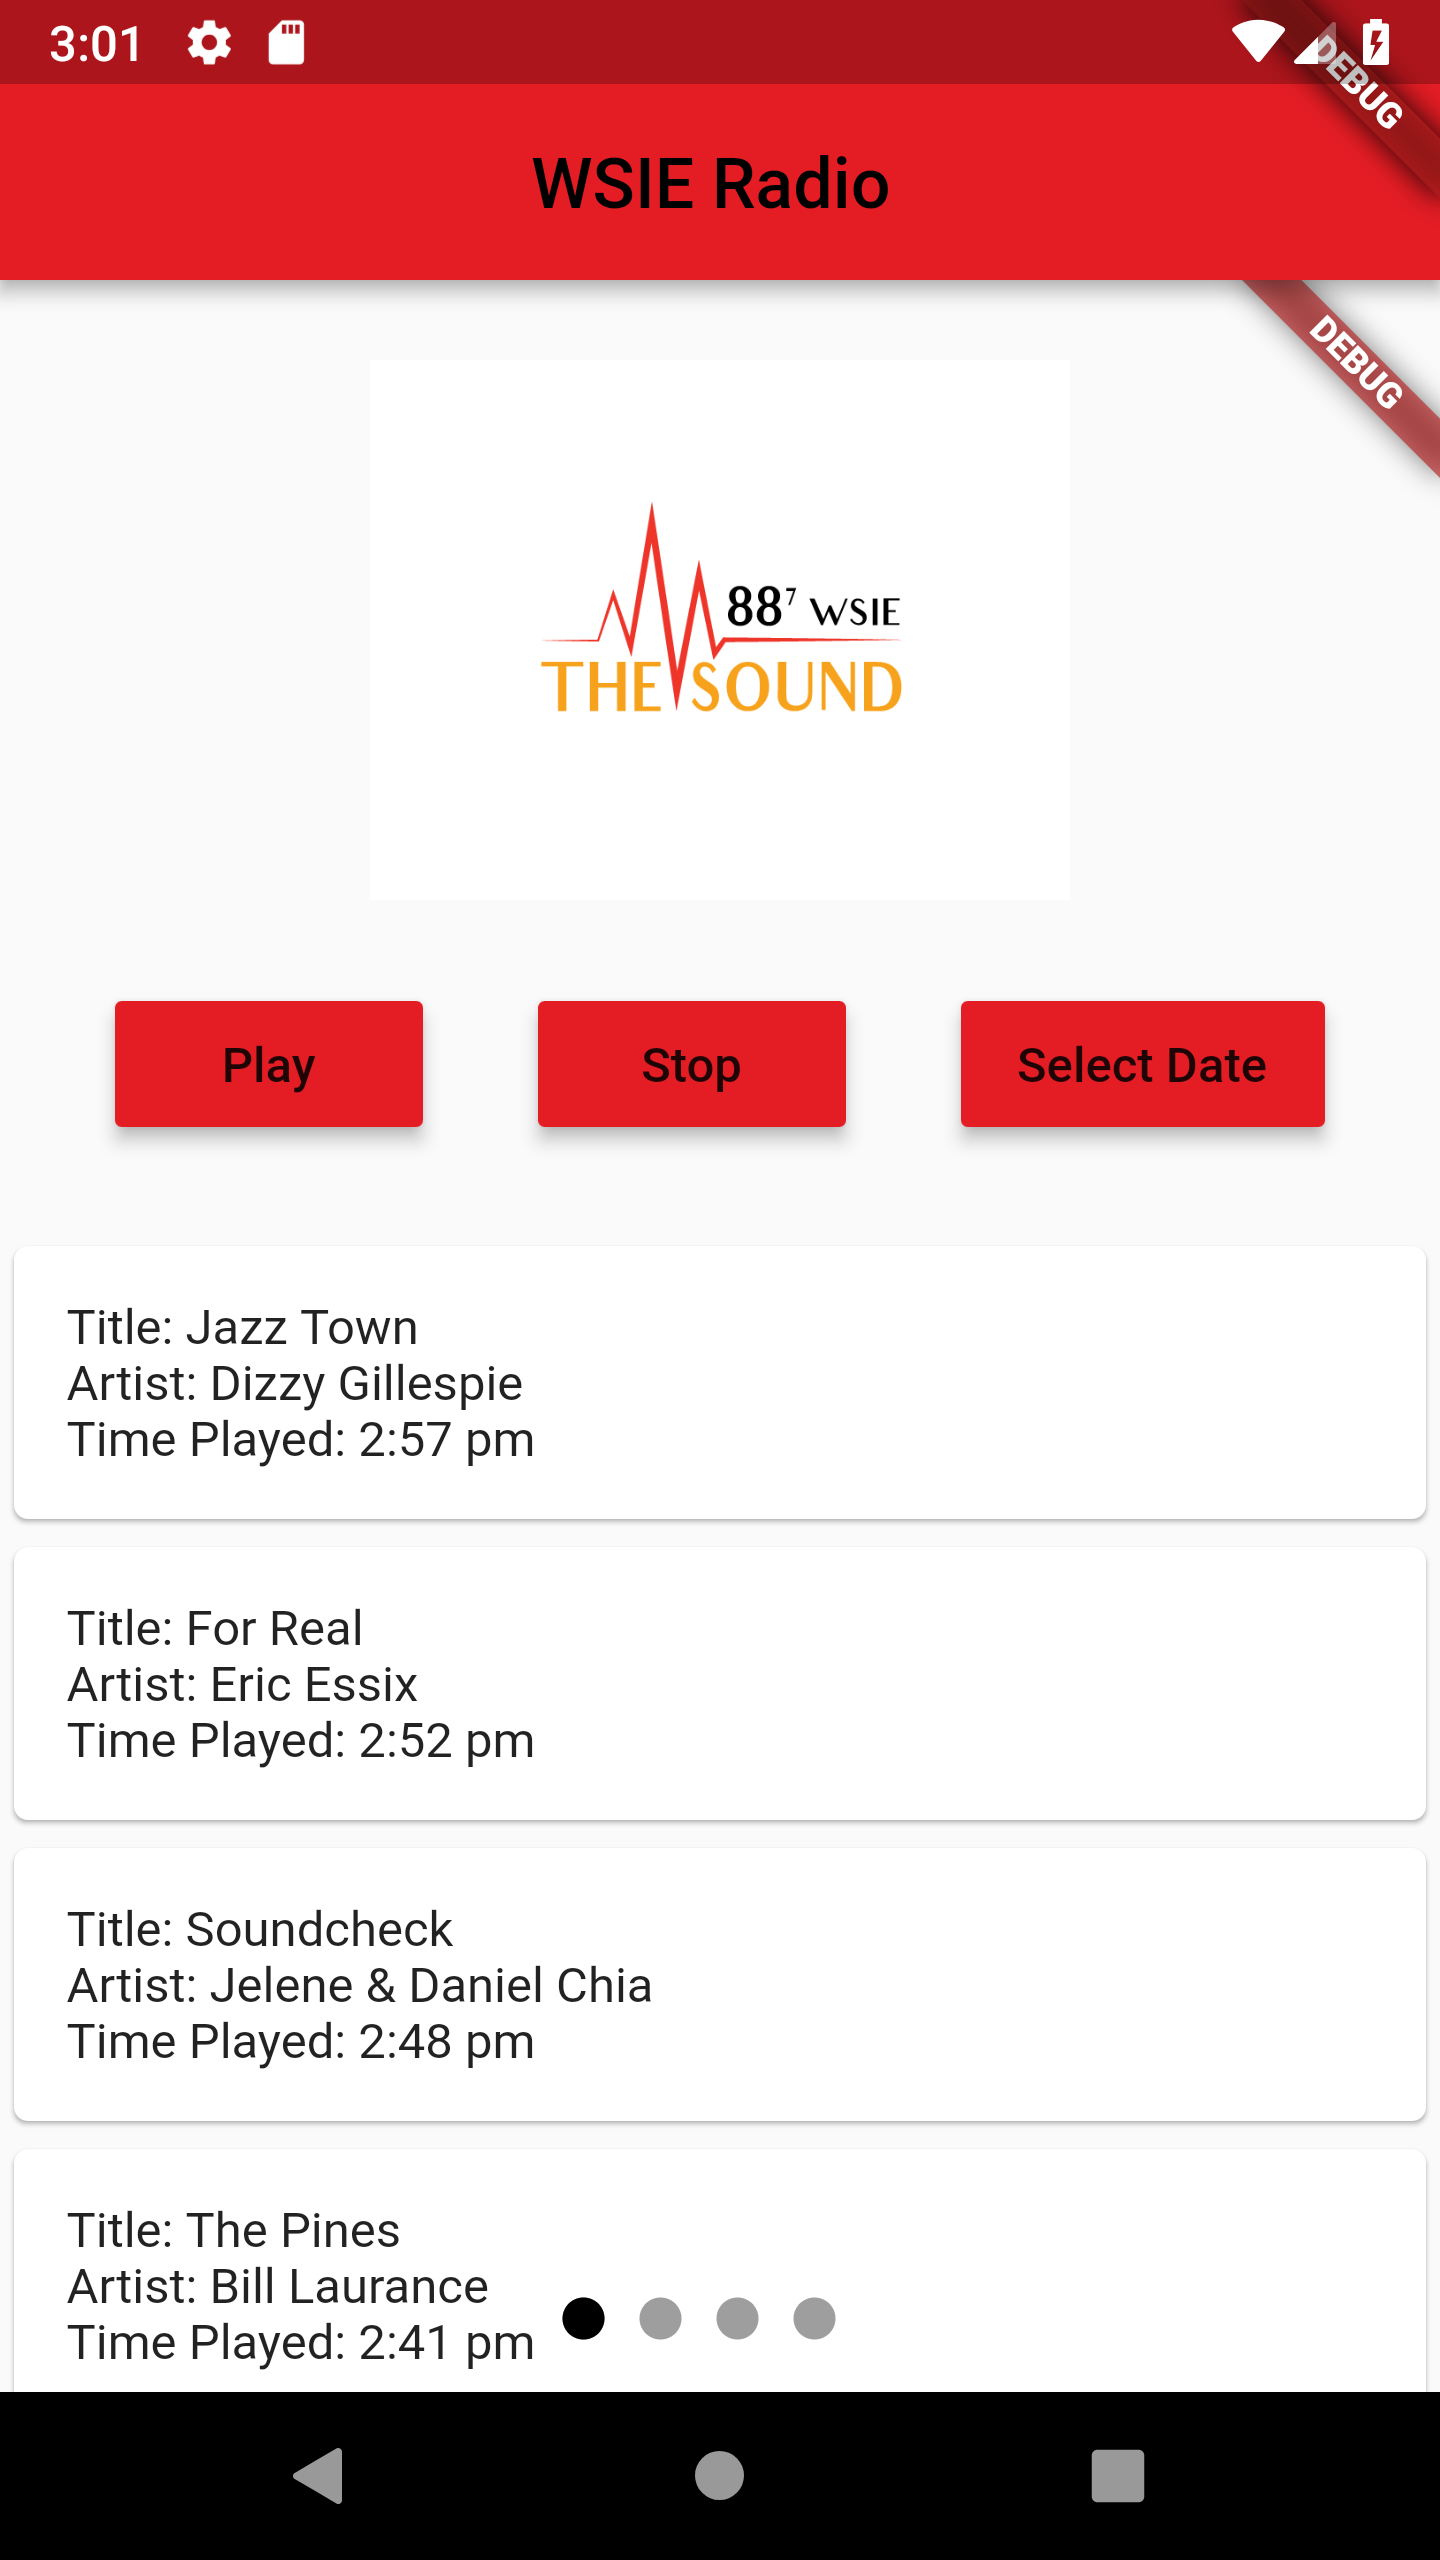 3:01
DEBUG
WSIE Radio
DEBUG
88⁷ WSIE
THE SOUND
Play
Stop
Select Date
Title: Jazz Town
Artist: Dizzy Gillespie
Time Played: 2:57 pm
Title: For Real
Artist: Eric Essix
Time Played: 2:52 pm
Title: Soundcheck
Artist: Jelene & Daniel Chia
Time Played: 2:48 pm
Title: The Pines
Artist: Bill Laurance
Time Played: 2:41 pm